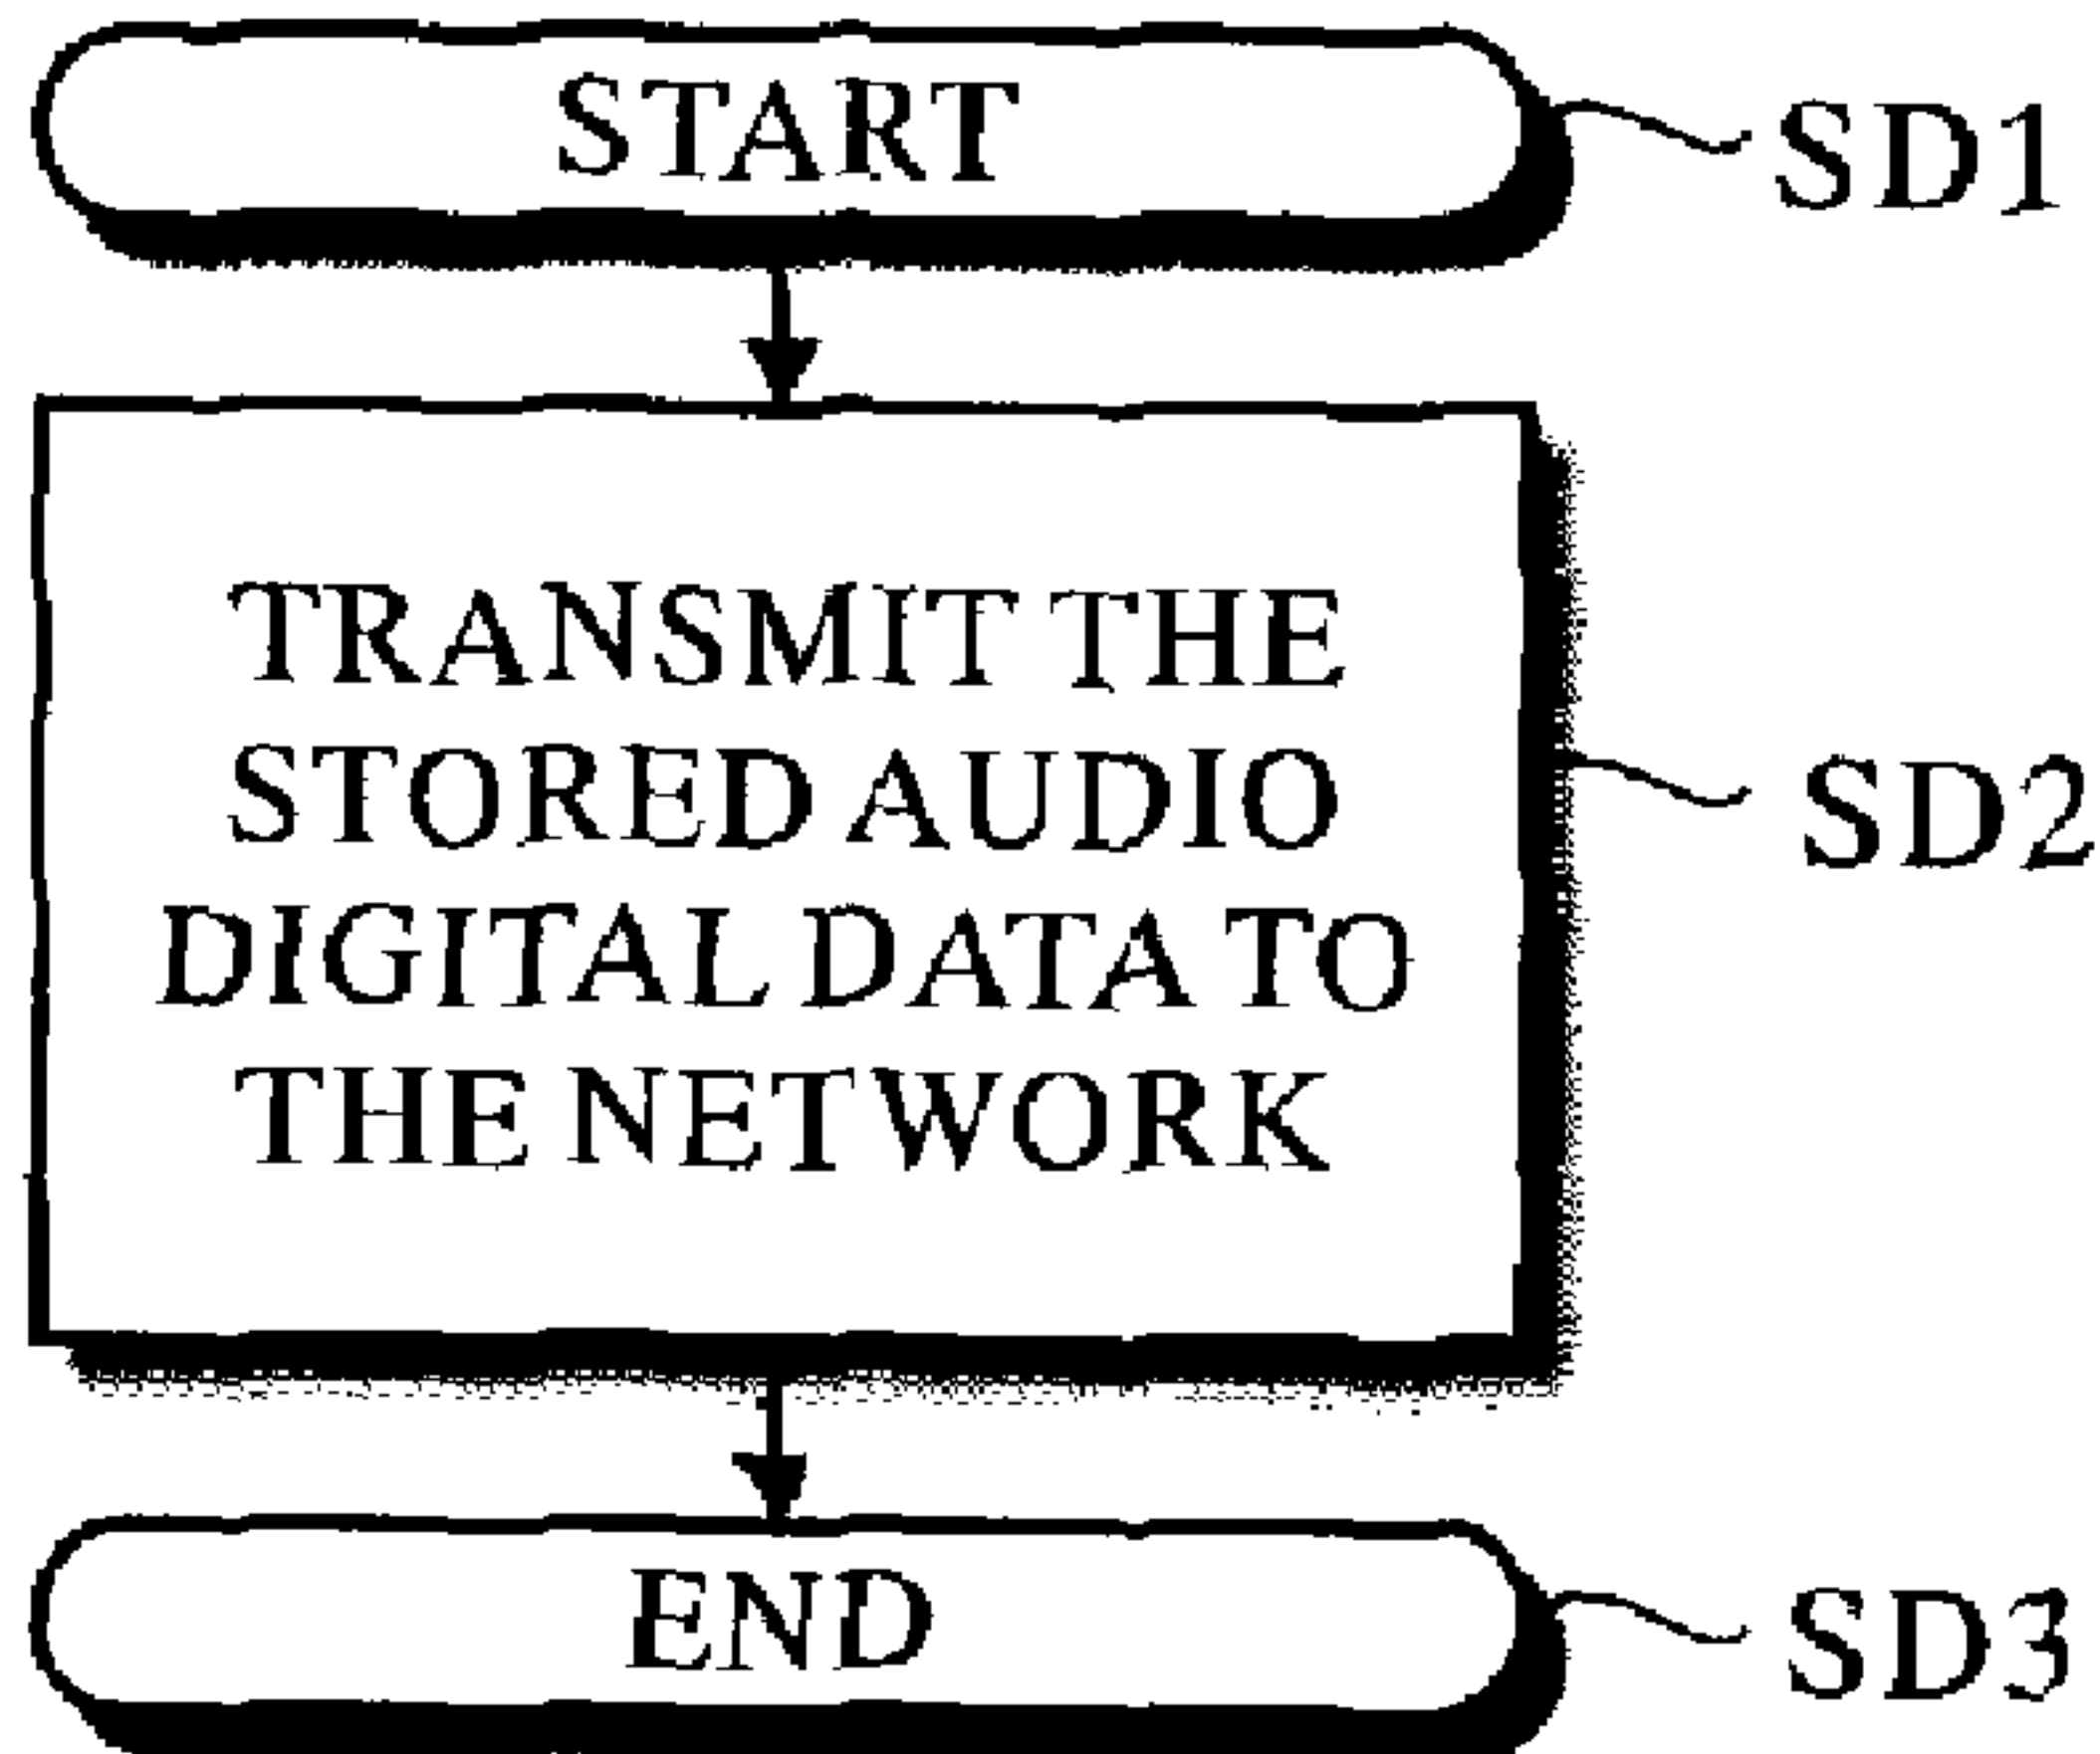 START
SD1
TRANSMIT THE
STORED AUDIO
DIGITAL DATA TO
THE NETWORK
SD2
END
SD3